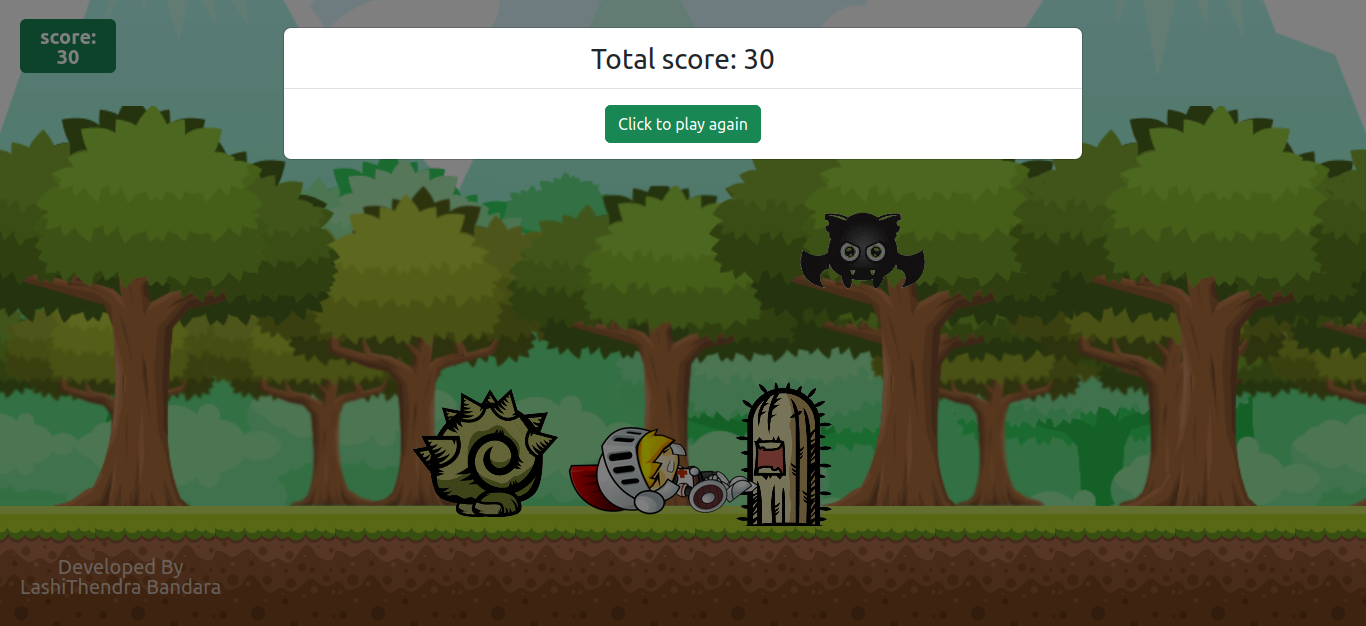 score:
30
Total score: 30
Click to play again
Developed By
LashiThendra Bandara